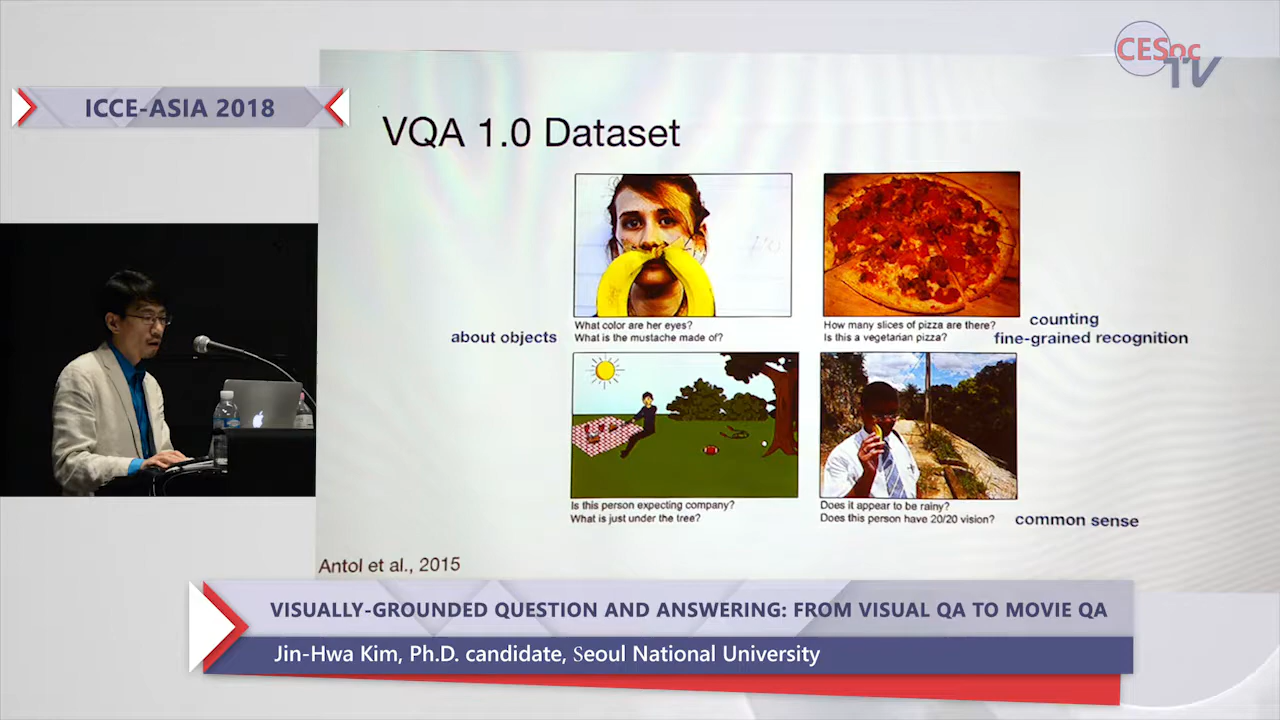 CESoc
TV
ICCE-ASIA 2018
VQA 1.0 Dataset
about objects
What color are her eyes?
What is the mustache made of?
How many slices of pizza are there?
Is this a vegetarian pizza?
counting
fine-grained recognition
Is this person expecting company?
What is just under the tree?
Does it appear to be rainy?
Does this person have 20/20 vision?
common sense
Antol et al., 2015
VISUALLY-GROUNDED QUESTION AND ANSWERING: FROM VISUAL QA TO MOVIE QA
Jin-Hwa Kim, Ph.D. candidate, Seoul National University